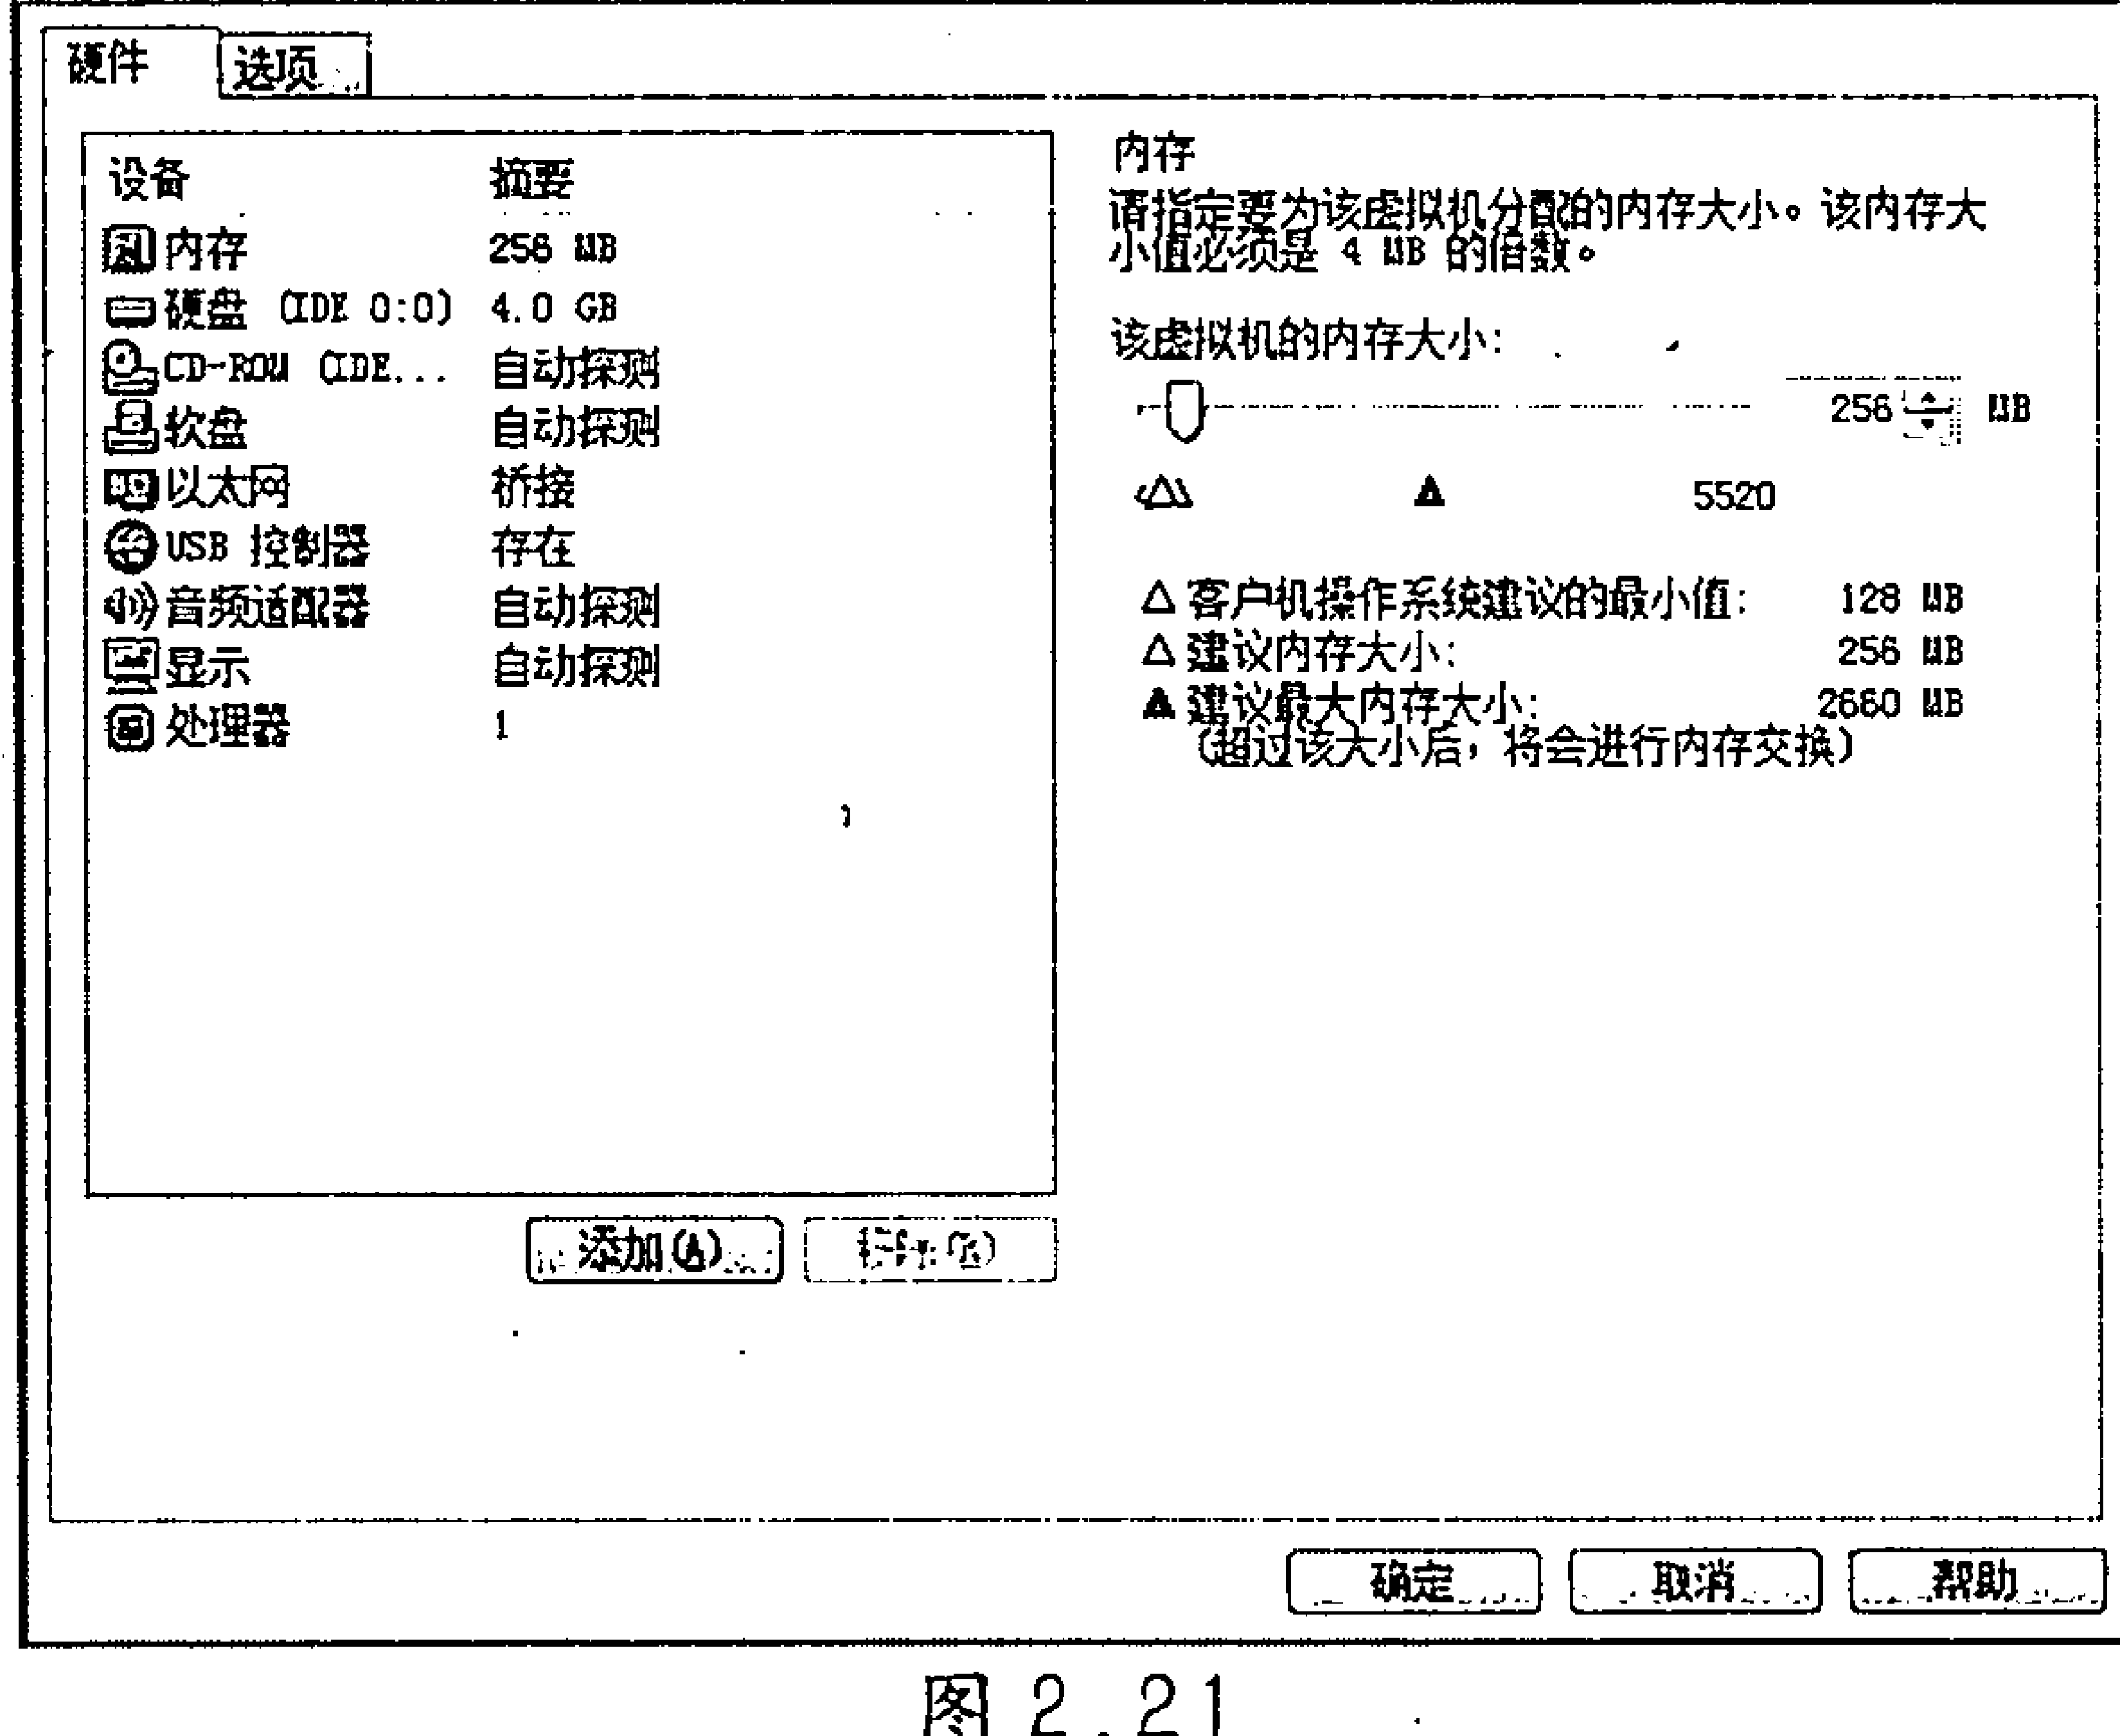 硬件
选项
设备 摘要
内存 256 MB
硬盘 (IDE 0:0) 4.0 GB
CD-ROM (IDE... 自动探测
软盘 自动探测
以太网 桥接
USB 控制器 存在
音频适配器 自动探测
显示 自动探测
处理器 1
添加(A)
内存
请指定要为该虚拟机分配的内存大小。该内存大
小值必须是 4 MB 的倍数。
该虚拟机的内存大小:
256 MB
5520
客户机操作系统建议的最小值: 128 MB
建议内存大小: 256 MB
建议最大内存大小: 2660 MB
(超过该大小后，将会进行内存交换)
确定 取消 帮助
图 2.21